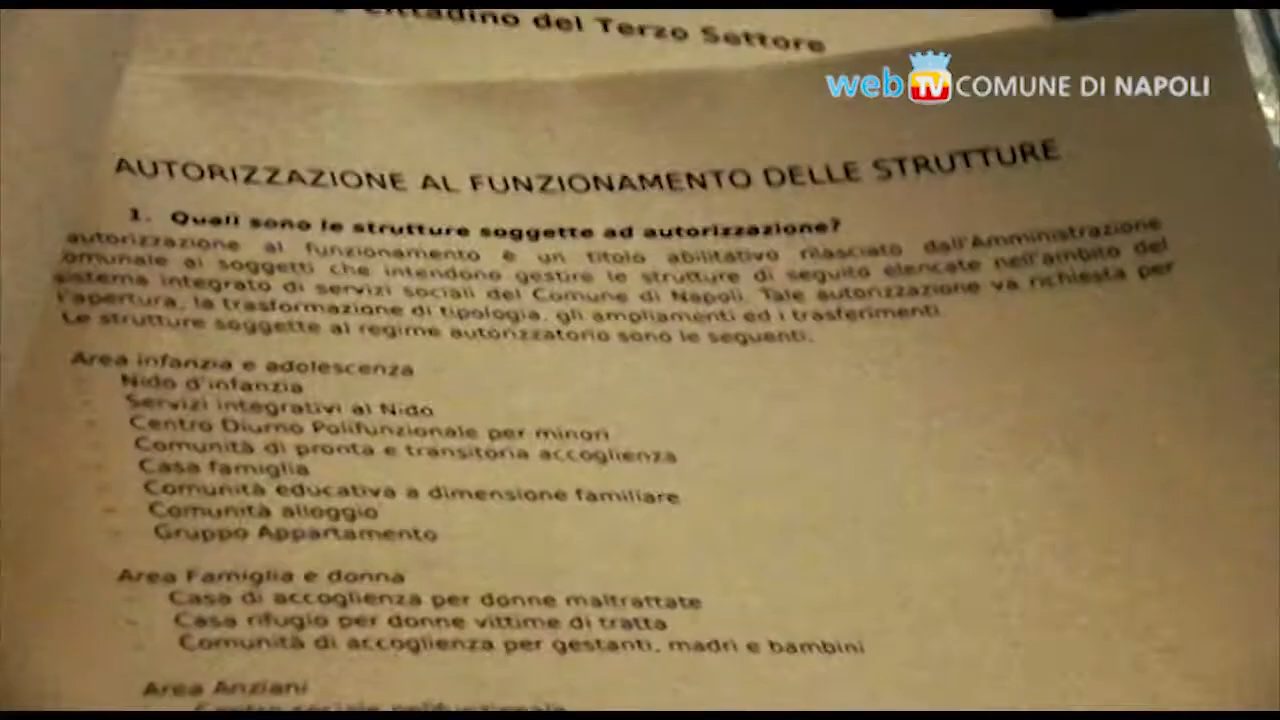 cittadino del Terzo Settore
web TV COMUNE DI NAPOLI
AUTORIZZAZIONE AL FUNZIONAMENTO DELLE STRUTTURE
1. Quali sono le strutture soggette ad autorizzazione?
autorizzazione al funzionamento è un titolo abilitativo rilasciato dall'Amministrazione
omunale ai soggetti che intendono gestire le strutture di seguito elencate nell'ambito del
sistema integrato di servizi sociali del Comune di Napoli. Tale autorizzazione va richiesta per
l'apertura, la trasformazione di tipologia, gli ampliamenti ed i trasferimenti.
Le strutture soggette al regime autorizzatorio sono le seguenti:
Area infanzia e adolescenza
- Nido d'infanzia
- Servizi integrativi al Nido
- Centro Diurno Polifunzionale per minori
- Comunità di pronta e transitoria accoglienza
- Casa famiglia
- Comunità educativa a dimensione familiare
- Comunità alloggio
- Gruppo Appartamento
Area Famiglia e donna
- Casa di accoglienza per donne maltrattate
- Casa rifugio per donne vittime di tratta
- Comunità di accoglienza per gestanti, madri e bambini
Area Anziani
Centro sociale polifunzionale